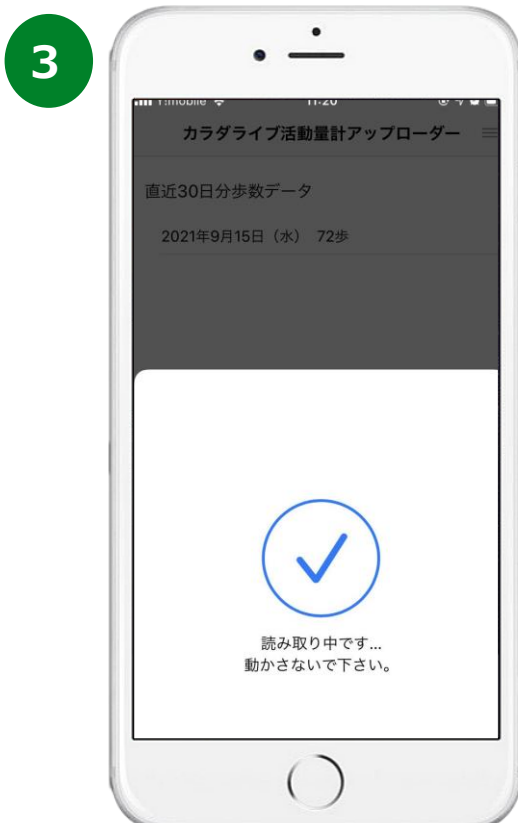 3
Y!mobile 11:20
カラダライブ活動量計アップローダー
直近30日分歩数データ
2021年9月15日（水） 72歩
読み取り中です...
動かさないで下さい。